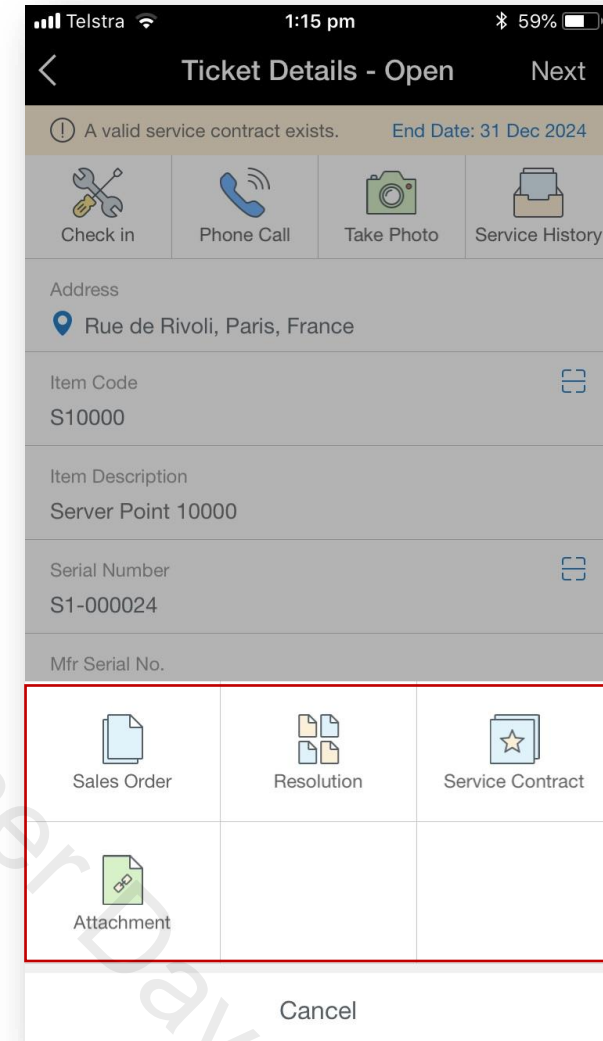 Telstra 1:15 pm 59%
Ticket Details - Open Next
A valid service contract exists. End Date: 31 Dec 2024
Check in Phone Call Take Photo Service History
Address
Rue de Rivoli, Paris, France
Item Code
S10000
Item Description
Server Point 10000
Serial Number
S1-000024
Mfr Serial No.
Sales Order Resolution Service Contract
Attachment
Cancel